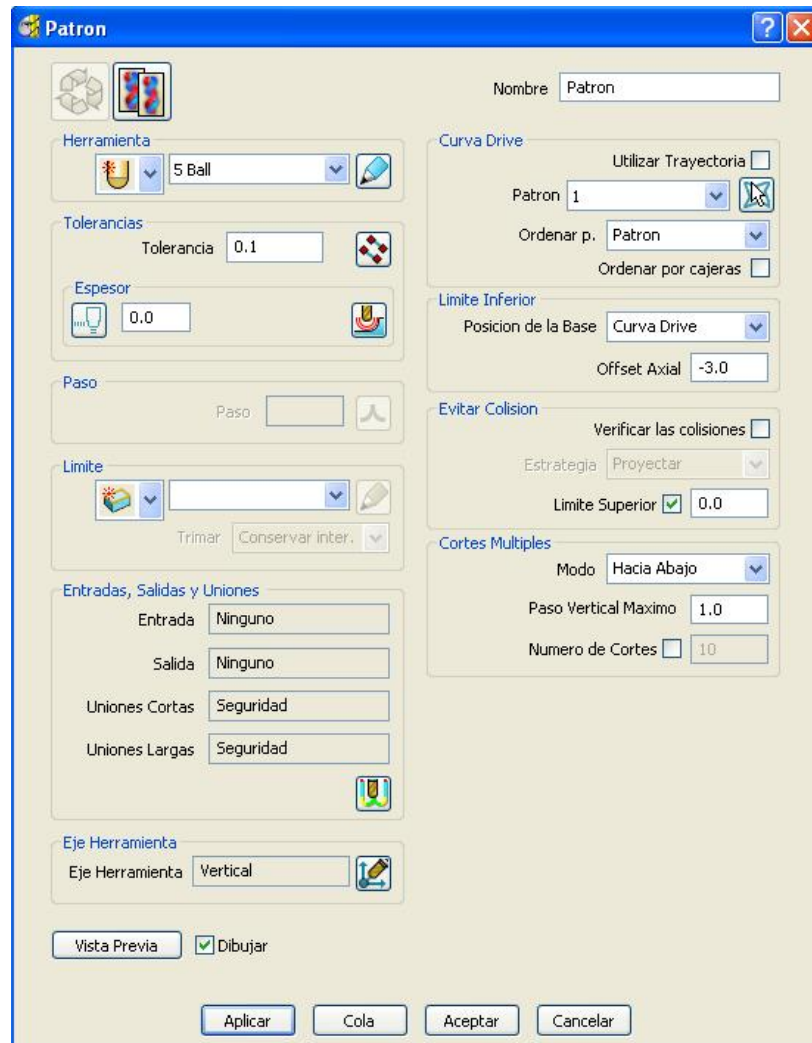 Patron
Nombre Patron
Herramienta
5 Ball
Tolerancias
Tolerancia 0.1
Espesor
0.0
Paso
Paso
Limite
Trimar Conservar inter.
Entradas, Salidas y Uniones
Entrada Ninguno
Salida Ninguno
Uniones Cortas Seguridad
Uniones Largas Seguridad
Eje Herramienta
Eje Herramienta Vertical
Vista Previa Dibujar
Curva Drive
Utilizar Trayectoria
Patron 1
Ordenar p. Patron
Ordenar por cajeras
Limite Inferior
Posicion de la Base Curva Drive
Offset Axial -3.0
Evitar Colision
Verificar las colisiones
Estrategia Proyectar
Limite Superior 0.0
Cortes Multiples
Modo Hacia Abajo
Paso Vertical Maximo 1.0
Numero de Cortes 10
Aplicar Cola Aceptar Cancelar